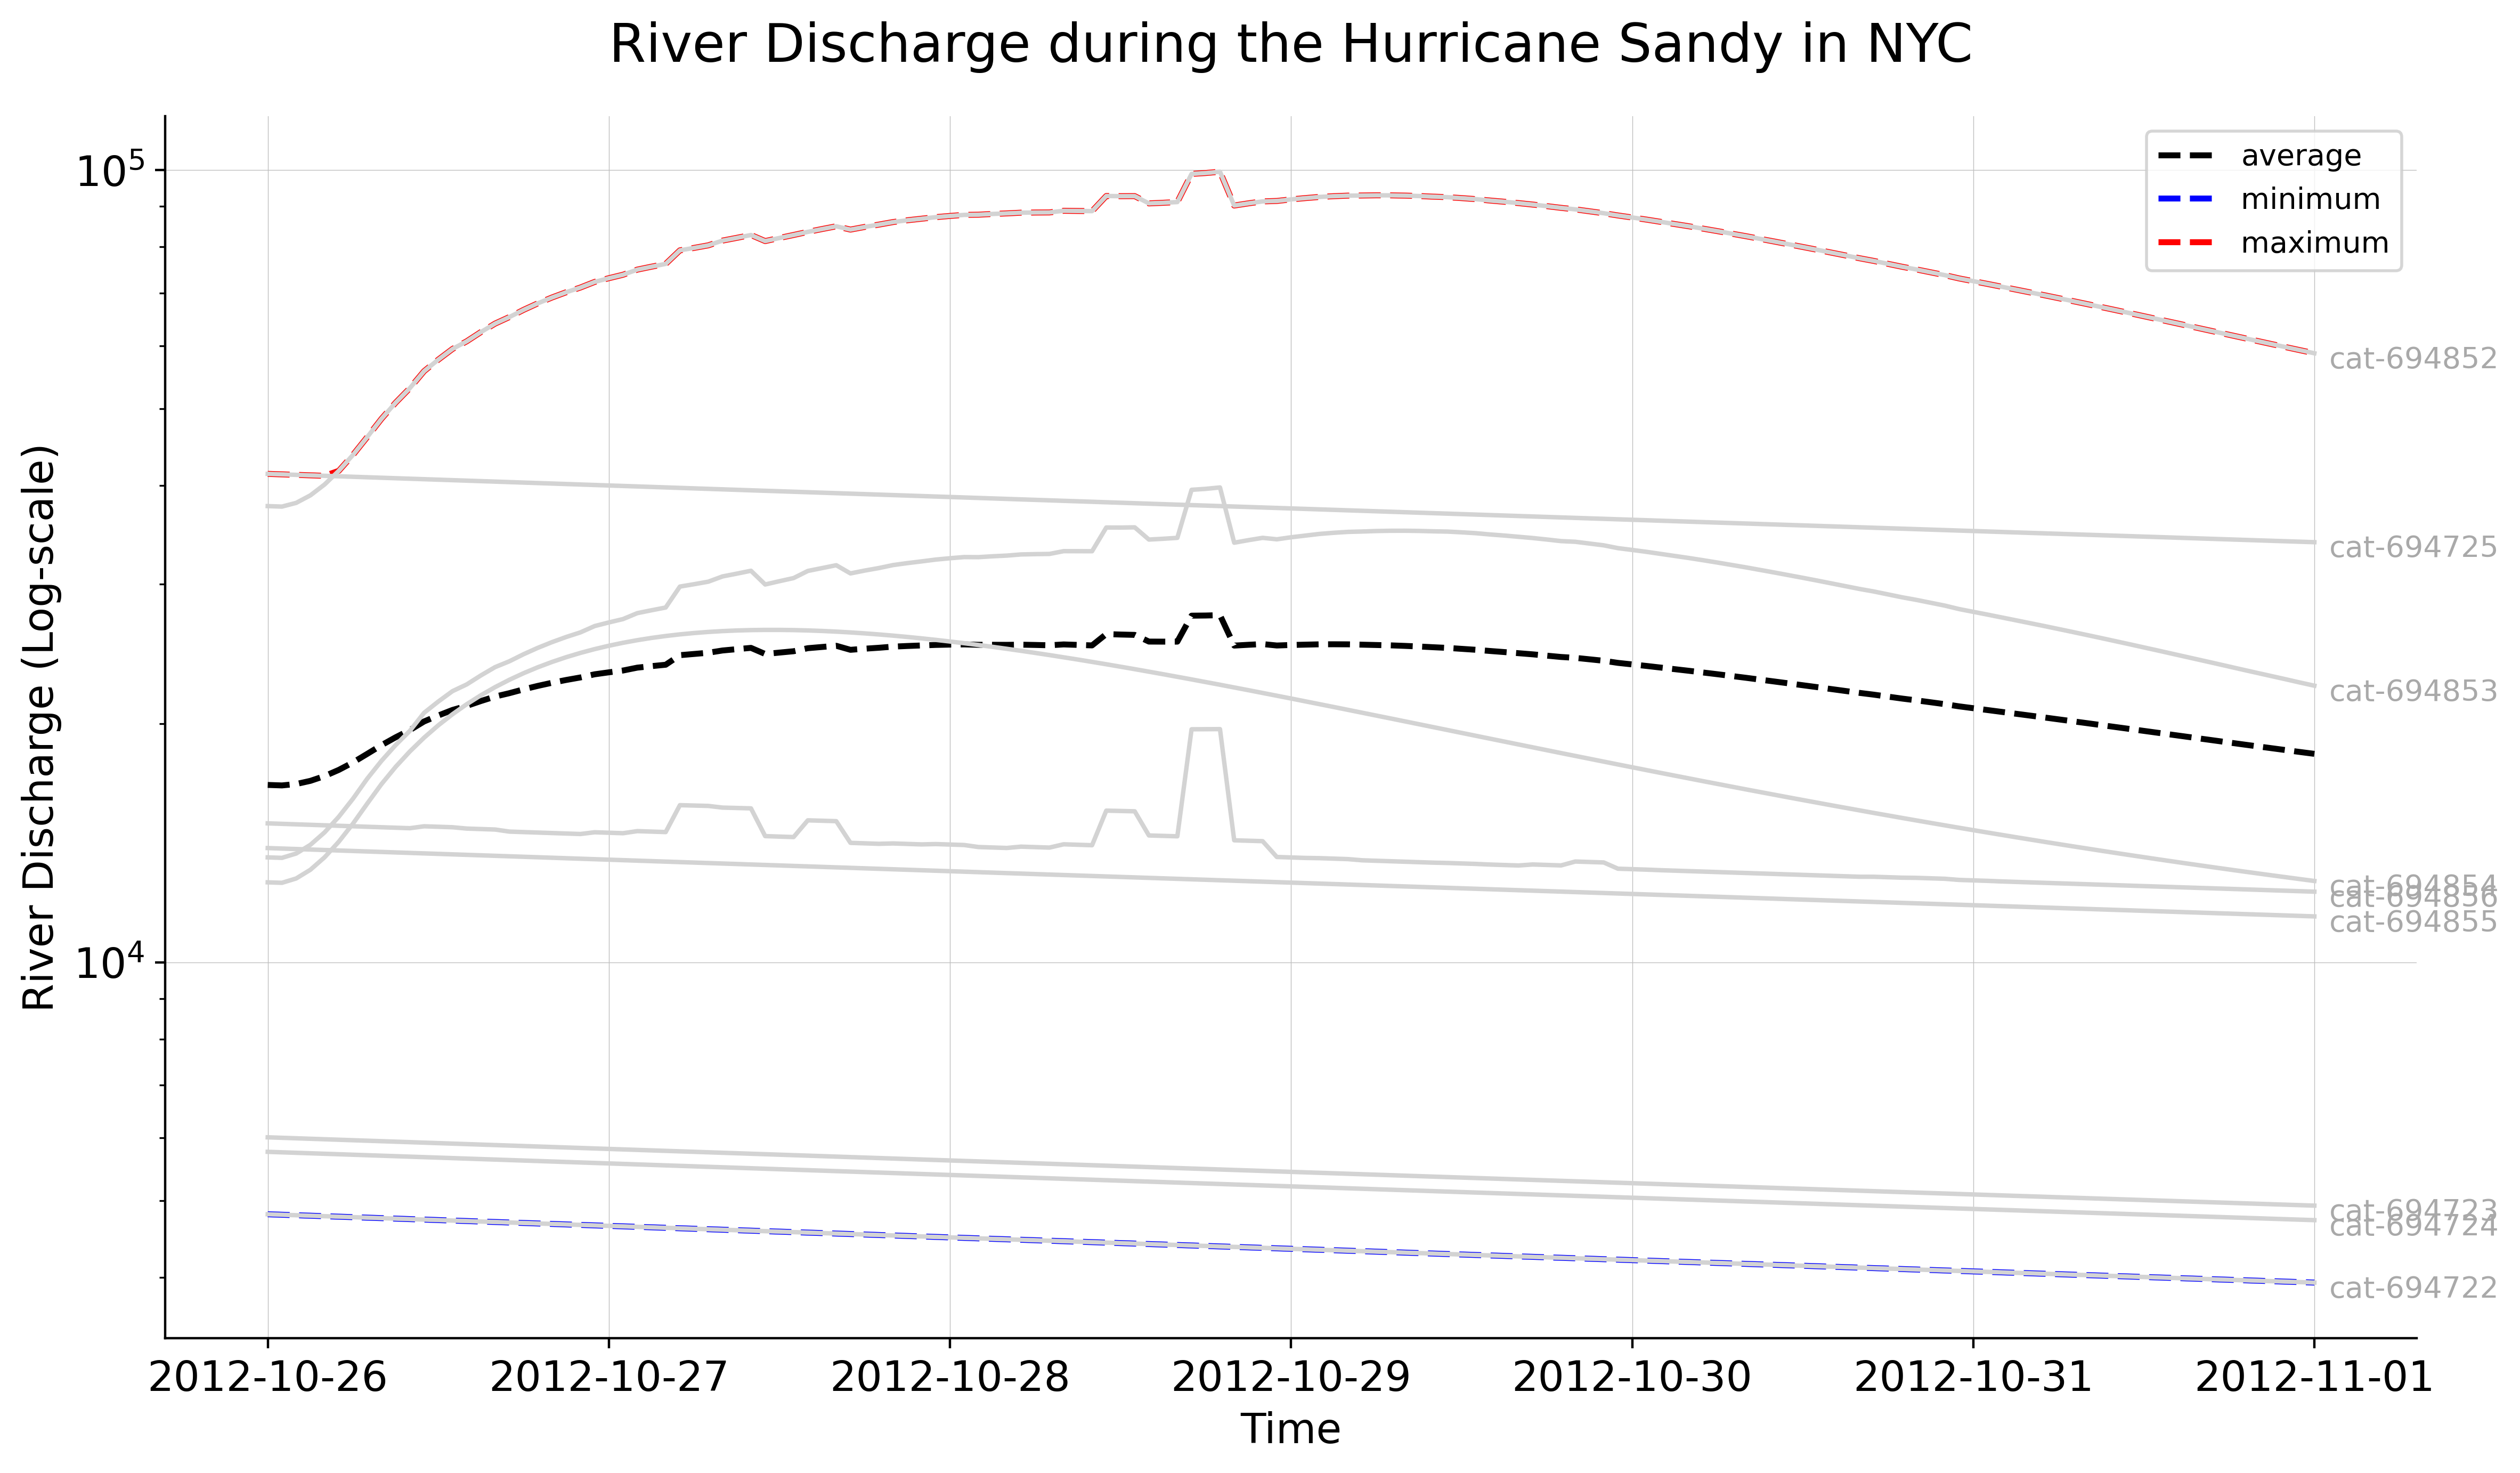 River Discharge during the Hurricane Sandy in NYC
average
minimum
maximum
10^5
10^4
River Discharge (Log-scale)
cat-694852
cat-694725
cat-694853
cat-694854
cat-694856
cat-694855
cat-694723
cat-694724
cat-694722
2012-10-26 2012-10-27 2012-10-28 2012-10-29 2012-10-30 2012-10-31 2012-11-01
Time